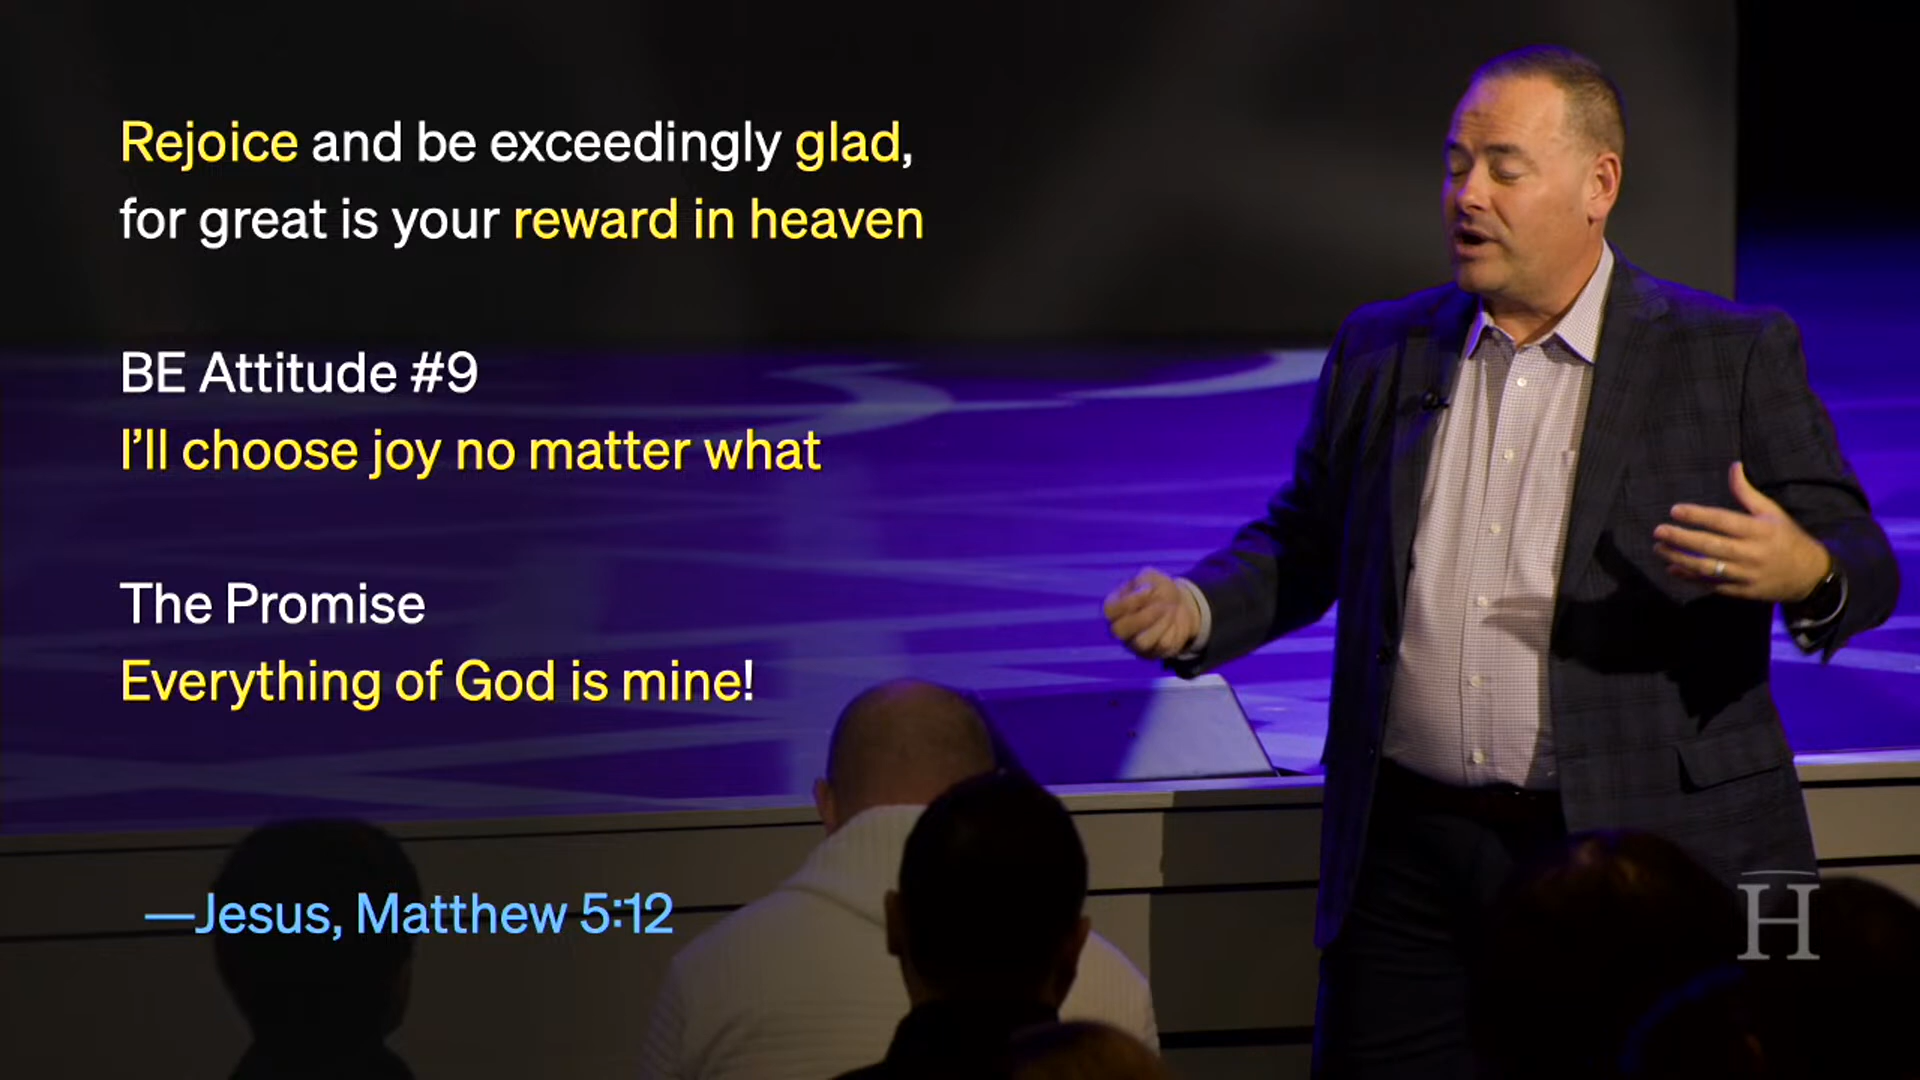 Rejoice and be exceedingly glad,
for great is your reward in heaven
BE Attitude #9
I’ll choose joy no matter what
The Promise
Everything of God is mine!
—Jesus, Matthew 5:12
H